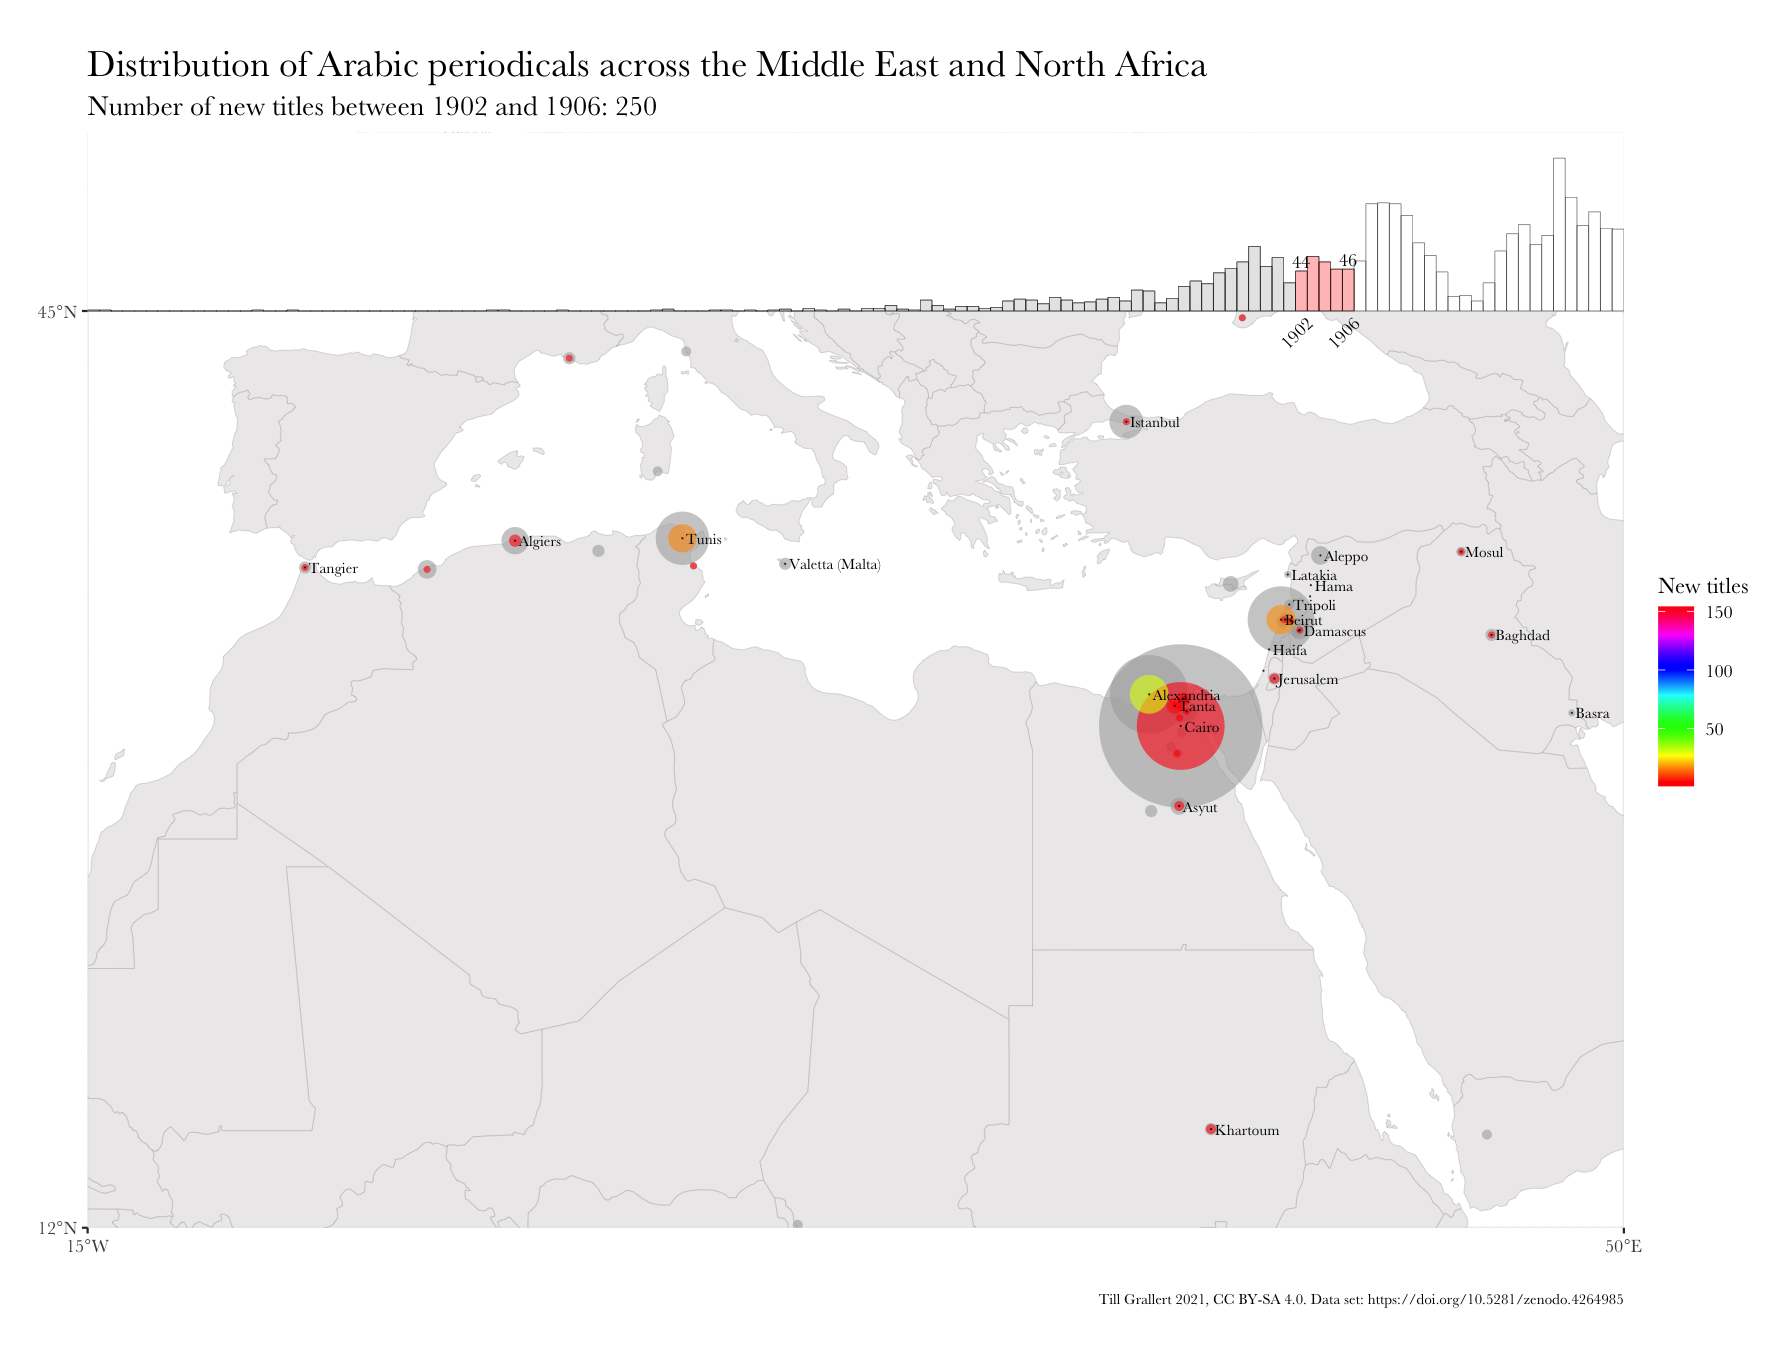 Distribution of Arabic periodicals across the Middle East and North Africa
Number of new titles between 1902 and 1906: 250
44
46
45°N
1902
1906
Istanbul
Algiers
Tunis
Tangier
Valetta (Malta)
Aleppo
Mosul
Latakia
Hama
Tripoli
Beirut
Damascus
Baghdad
Haifa
Jerusalem
Alexandria
Tanta
Cairo
Basra
Asyut
Khartoum
New titles
150
100
50
12°N
15°W
50°E
Till Grallert 2021, CC BY-SA 4.0. Data set: https://doi.org/10.5281/zenodo.4264985